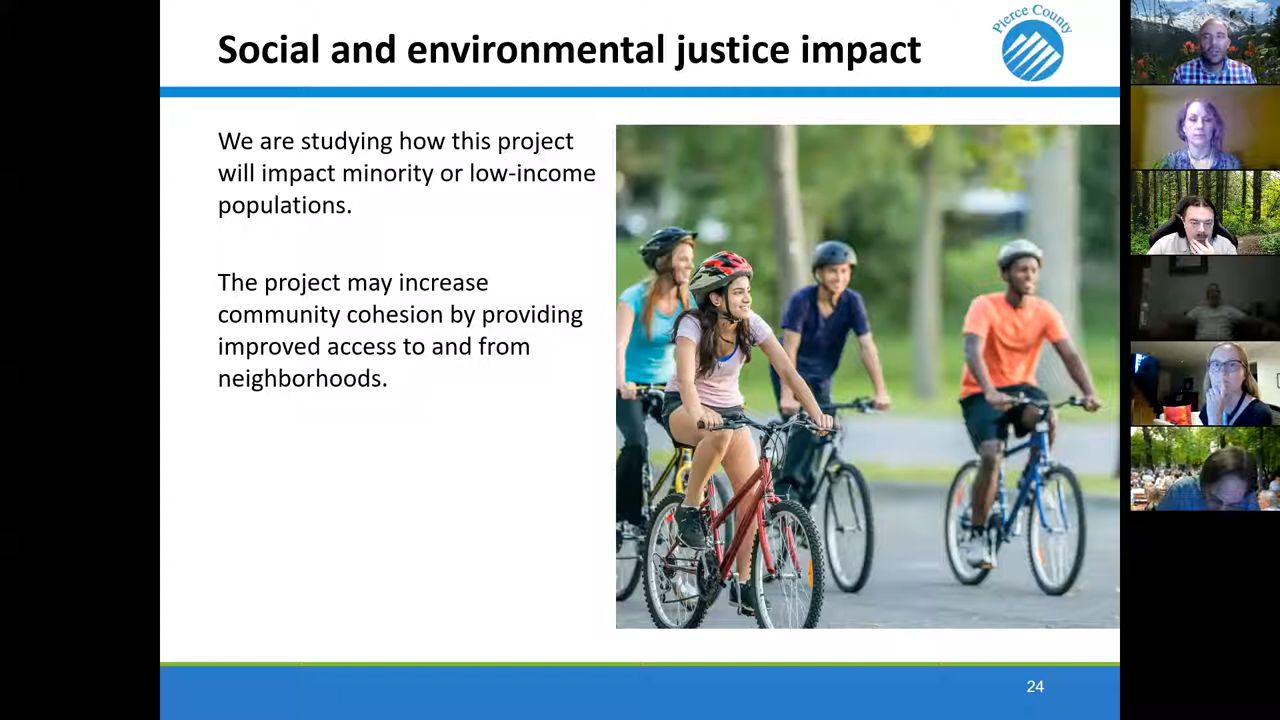 Social and environmental justice impact
Pierce County
We are studying how this project
will impact minority or low-income
populations.
The project may increase
community cohesion by providing
improved access to and from
neighborhoods.
24